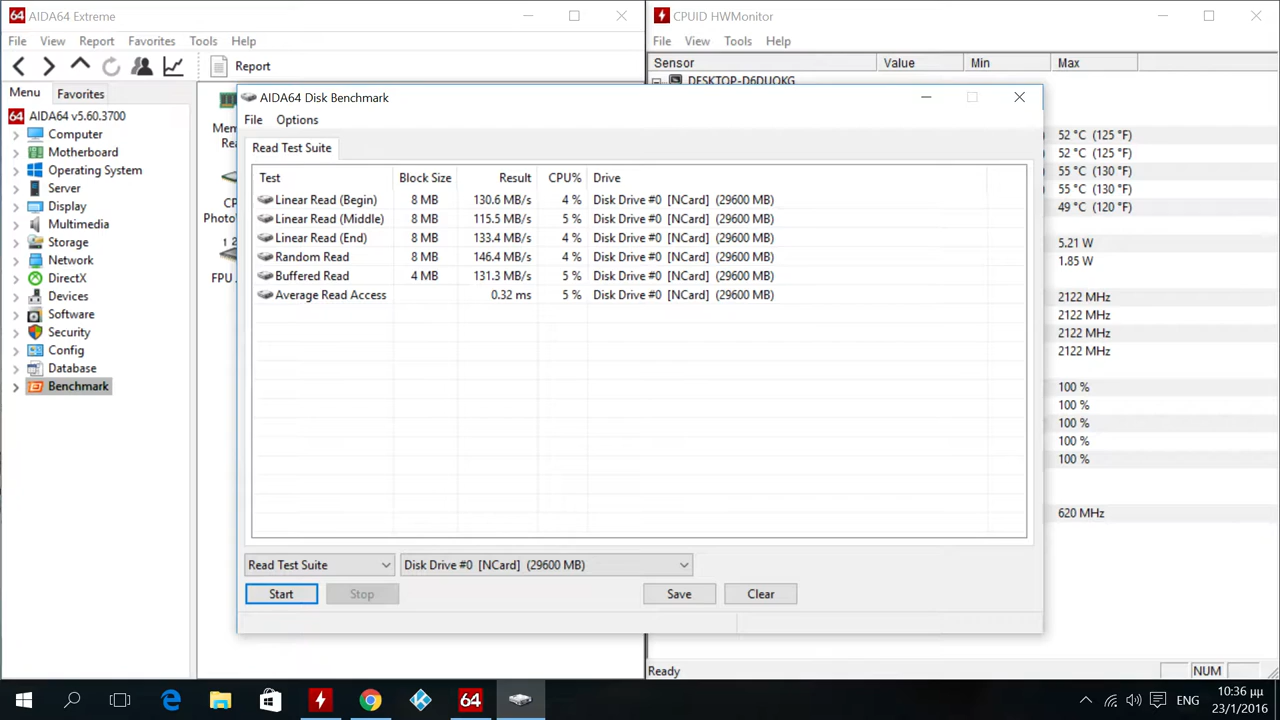 AIDA64 Extreme
File View Report Favorites Tools Help
Report
Menu Favorites
AIDA64 v5.60.3700
Computer
Motherboard
Operating System
Server
Display
Multimedia
Storage
Network
DirectX
Devices
Software
Security
Config
Database
Benchmark
CPUID HWMonitor
File View Tools Help
Sensor Value Min Max
DESKTOP-D6DUQKG
52 °C (125 °F)
52 °C (125 °F)
55 °C (130 °F)
55 °C (130 °F)
49 °C (120 °F)
5.21 W
1.85 W
2122 MHz
2122 MHz
2122 MHz
2122 MHz
100 %
100 %
100 %
100 %
100 %
620 MHz
Ready NUM
AIDA64 Disk Benchmark
File Options
Read Test Suite
Test Block Size Result CPU% Drive
Linear Read (Begin) 8 MB 130.6 MB/s 4 % Disk Drive #0 [NCard] (29600 MB)
Linear Read (Middle) 8 MB 115.5 MB/s 5 % Disk Drive #0 [NCard] (29600 MB)
Linear Read (End) 8 MB 133.4 MB/s 4 % Disk Drive #0 [NCard] (29600 MB)
Random Read 8 MB 146.4 MB/s 4 % Disk Drive #0 [NCard] (29600 MB)
Buffered Read 4 MB 131.3 MB/s 5 % Disk Drive #0 [NCard] (29600 MB)
Average Read Access 0.32 ms 5 % Disk Drive #0 [NCard] (29600 MB)
Read Test Suite Disk Drive #0 [NCard] (29600 MB)
Start Stop Save Clear
64
ENG
10:36 μμ
23/1/2016